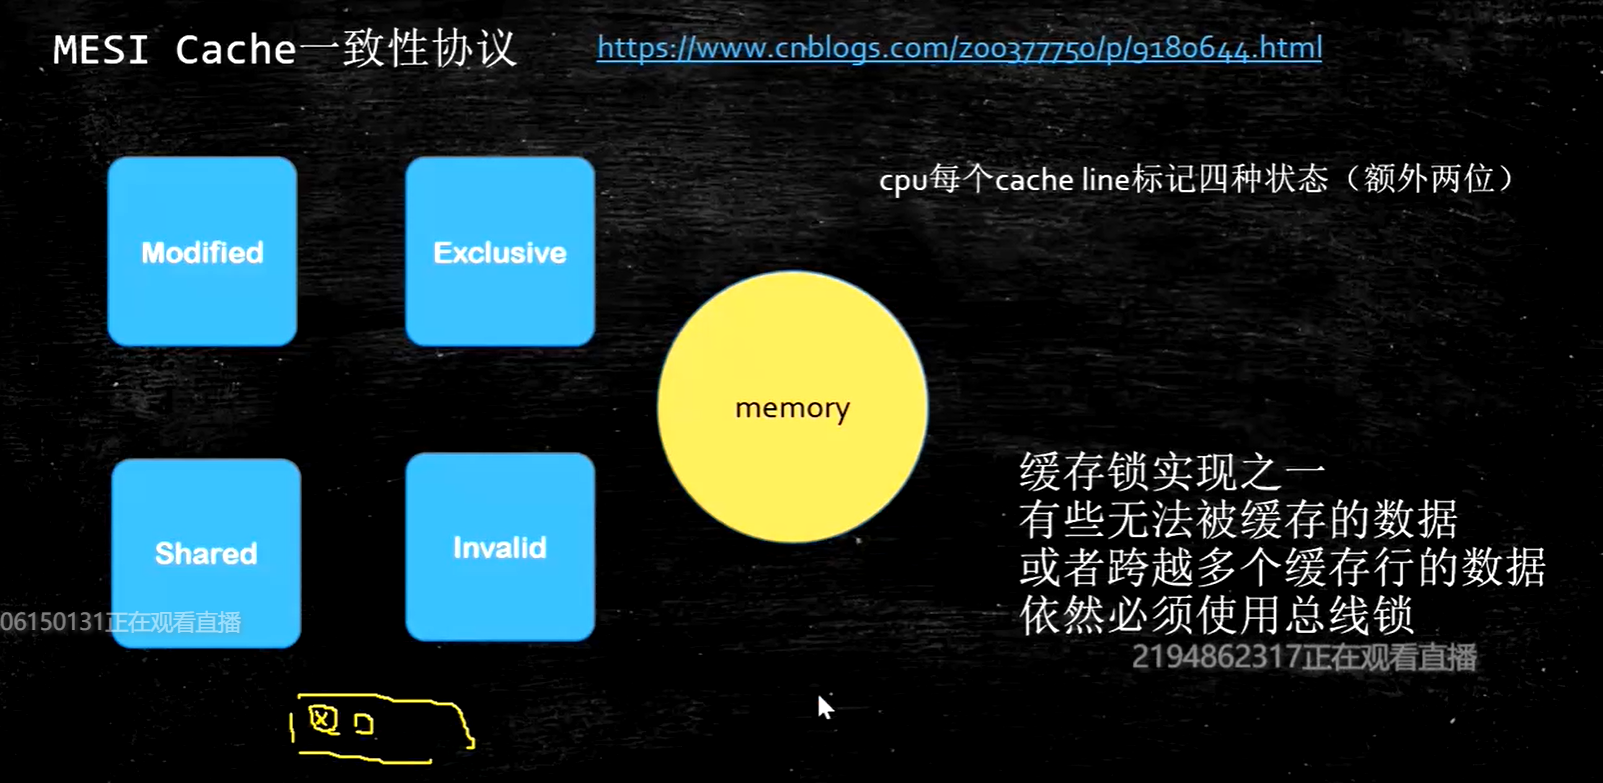 MESI Cache一致性协议
https://www.cnblogs.com/z00377750/p/9180644.html
cpu每个cache line标记四种状态（额外两位）
Modified
Exclusive
memory
缓存锁实现之一
有些无法被缓存的数据
或者跨越多个缓存行的数据
依然必须使用总线锁
Shared
Invalid
06150131正在观看直播
2194862317正在观看直播
X